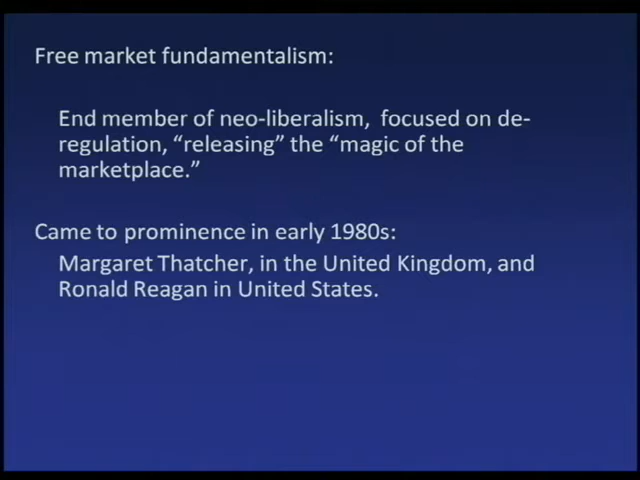 Free market fundamentalism:
End member of neo-liberalism, focused on de-
regulation, “releasing” the “magic of the
marketplace.”
Came to prominence in early 1980s:
Margaret Thatcher, in the United Kingdom, and
Ronald Reagan in United States.